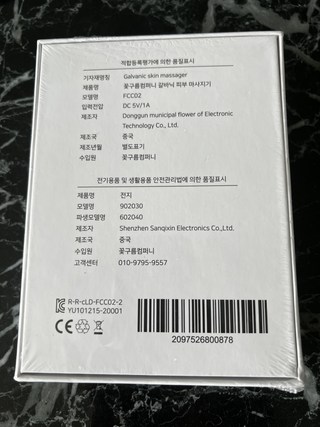 적합등록평가에 의한 품질표시
기자재명칭 Galvanic skin massager
제품명 꽃구름컴퍼니 갈바닉 피부 마사지기
모델명 FCC02
입력전압 DC 5V/1A
제조자 Donggun municipal flower of Electronic
Technology Co., Ltd.
제조국 중국
제조년월 별도표기
수입원 꽃구름컴퍼니
전기용품 및 생활용품 안전관리법에 의한 품질표시
제품명 전지
모델명 902030
파생모델명 602040
제조자 Shenzhen Sangixin Electronics Co.,Ltd.
제조국 중국
수입원 꽃구름컴퍼니
고객센터 010-9795-9557
R-R-cLD-FCC02-2
YU101215-20001
CE
2097526800878